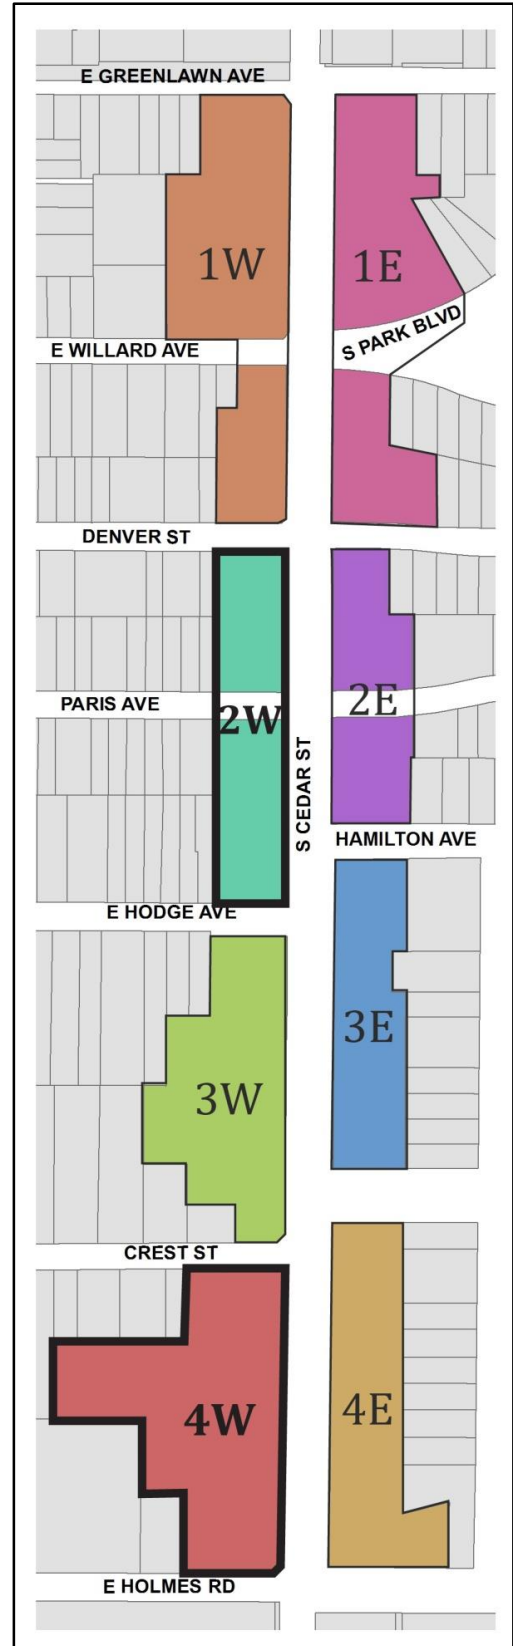 E GREENLAWN AVE
1W
1E
S PARK BLVD
E WILLARD AVE
DENVER ST
PARIS AVE
2W
2E
S CEDAR ST
HAMILTON AVE
E HODGE AVE
3E
3W
CREST ST
4W
4E
E HOLMES RD